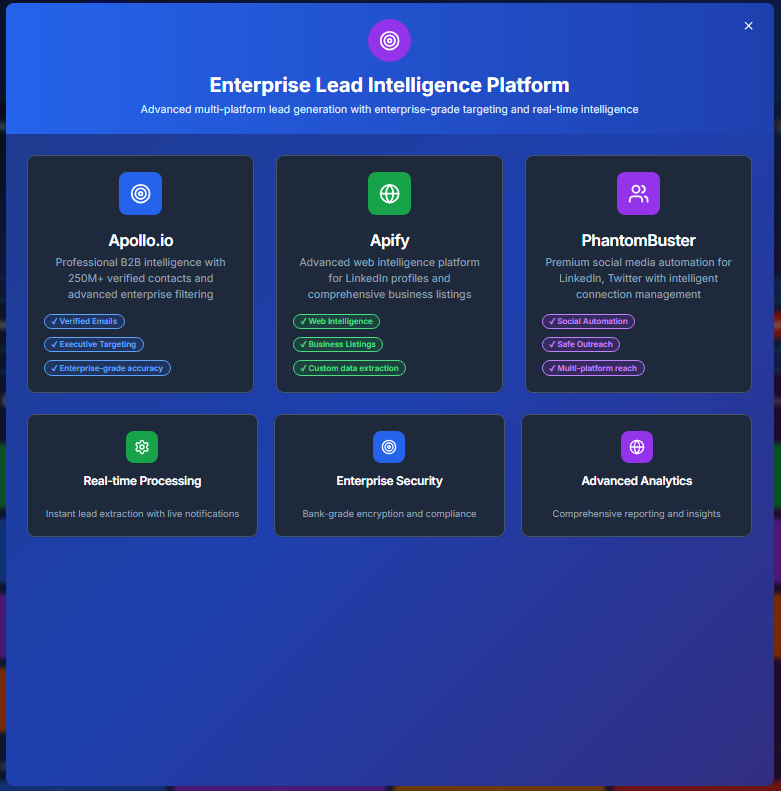 Enterprise Lead Intelligence Platform
Advanced multi-platform lead generation with enterprise-grade targeting and real-time intelligence
Apollo.io
Professional B2B intelligence with
250M+ verified contacts and
advanced enterprise filtering
✓ Verified Emails
✓ Executive Targeting
✓ Enterprise-grade accuracy
Apify
Advanced web intelligence platform
for LinkedIn profiles and
comprehensive business listings
✓ Web Intelligence
✓ Business Listings
✓ Custom data extraction
PhantomBuster
Premium social media automation for
LinkedIn, Twitter with intelligent
connection management
✓ Social Automation
✓ Safe Outreach
✓ Multi-platform reach
Real-time Processing
Instant lead extraction with live notifications
Enterprise Security
Bank-grade encryption and compliance
Advanced Analytics
Comprehensive reporting and insights